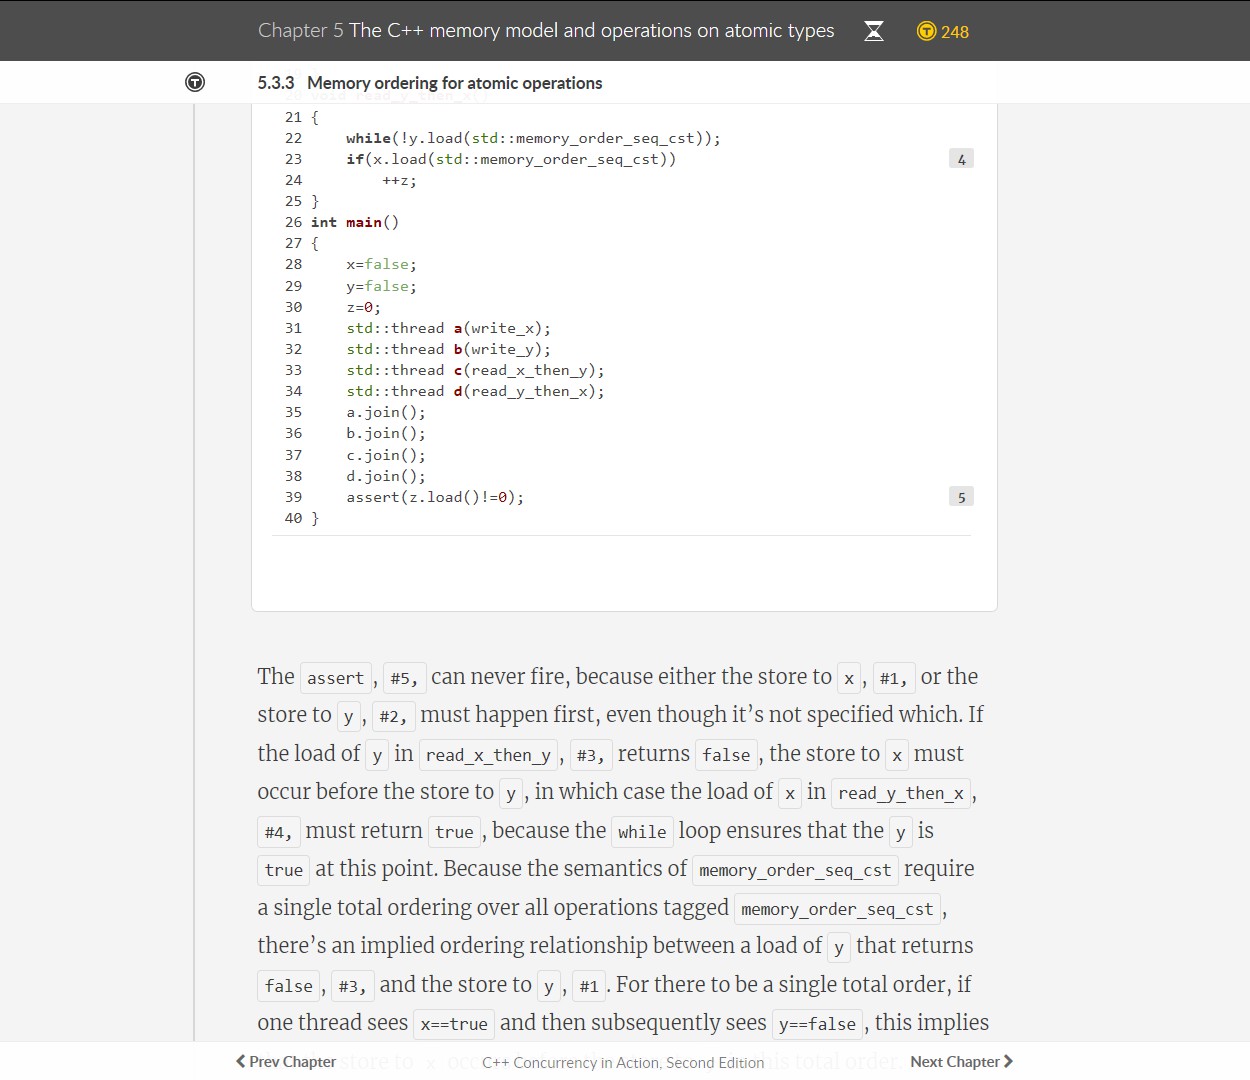 Chapter 5 The C++ memory model and operations on atomic types 248
5.3.3 Memory ordering for atomic operations
20 void read_y_then_x()
21 {
22     while(!y.load(std::memory_order_seq_cst));
23     if(x.load(std::memory_order_seq_cst)) 4
24         ++z;
25 }
26 int main()
27 {
28     x=false;
29     y=false;
30     z=0;
31     std::thread a(write_x);
32     std::thread b(write_y);
33     std::thread c(read_x_then_y);
34     std::thread d(read_y_then_x);
35     a.join();
36     b.join();
37     c.join();
38     d.join();
39     assert(z.load()!=0); 5
40 }
The assert, #5, can never fire, because either the store to x, #1, or the
store to y, #2, must happen first, even though it’s not specified which. If
the load of y in read_x_then_y, #3, returns false, the store to x must
occur before the store to y, in which case the load of x in read_y_then_x,
#4, must return true, because the while loop ensures that the y is
true at this point. Because the semantics of memory_order_seq_cst require
a single total ordering over all operations tagged memory_order_seq_cst,
there’s an implied ordering relationship between a load of y that returns
false, #3, and the store to y, #1. For there to be a single total order, if
one thread sees x==true and then subsequently sees y==false, this implies
Prev Chapter C++ Concurrency in Action, Second Edition Next Chapter